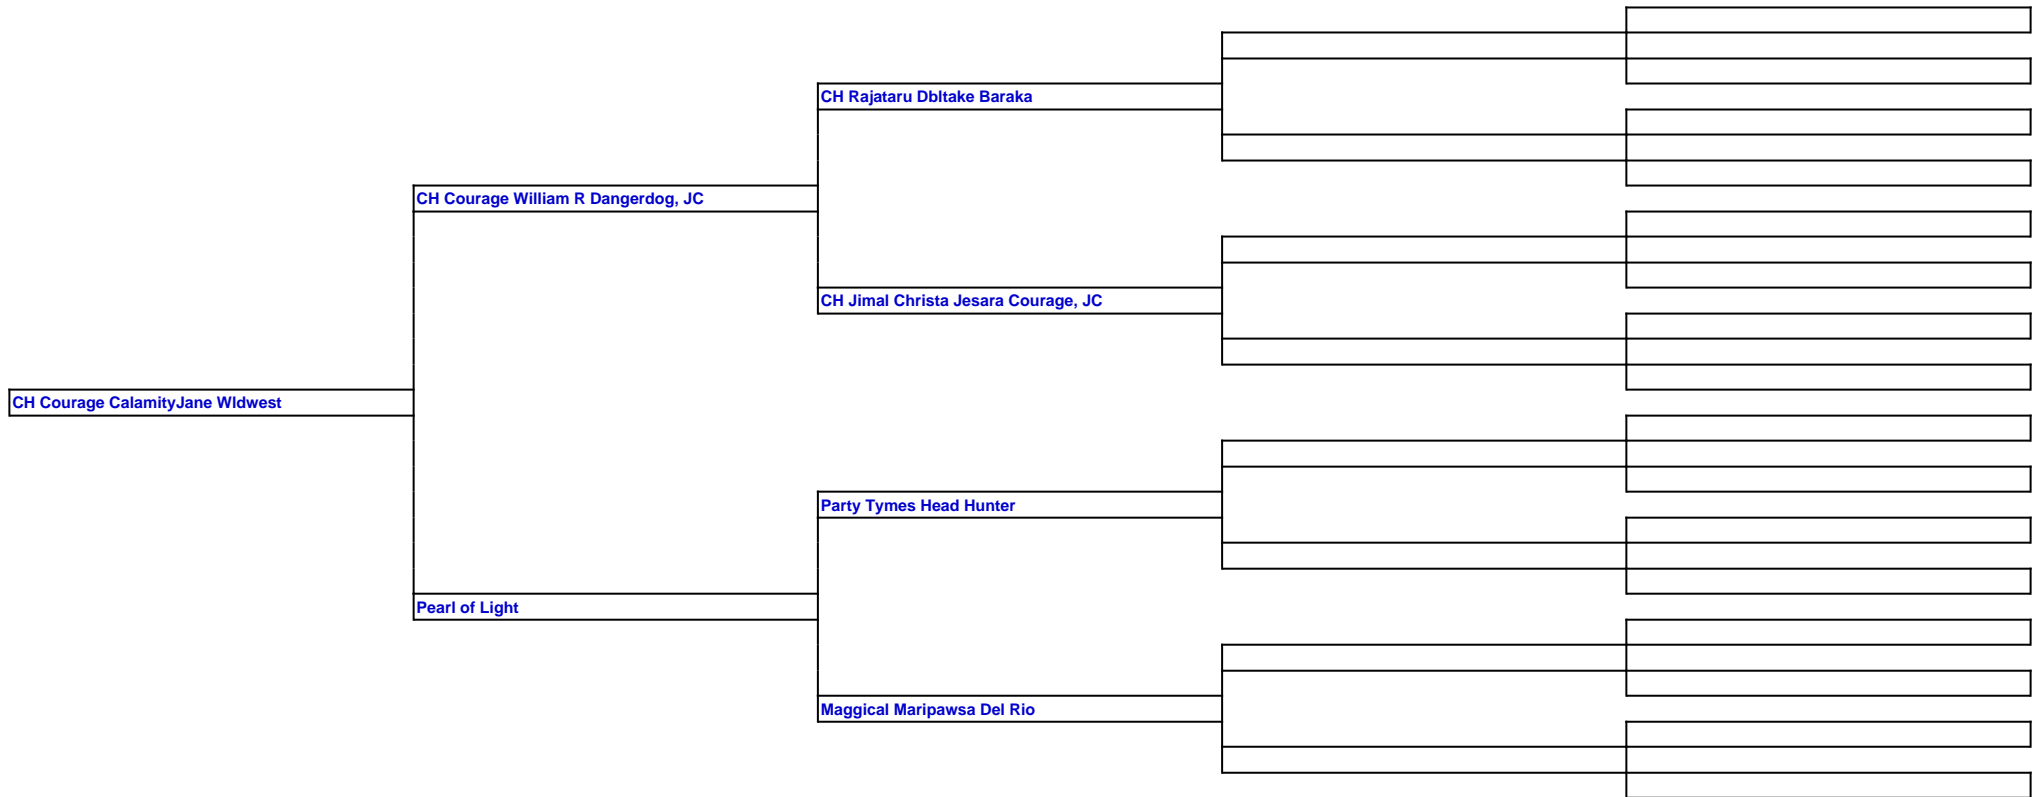 CH Rajataru Dbltake Baraka
CH Courage William R Dangerdog, JC
CH Jimal Christa Jesara Courage, JC
CH Courage CalamityJane Wldwest
Party Tymes Head Hunter
Pearl of Light
Maggical Maripawsa Del Rio